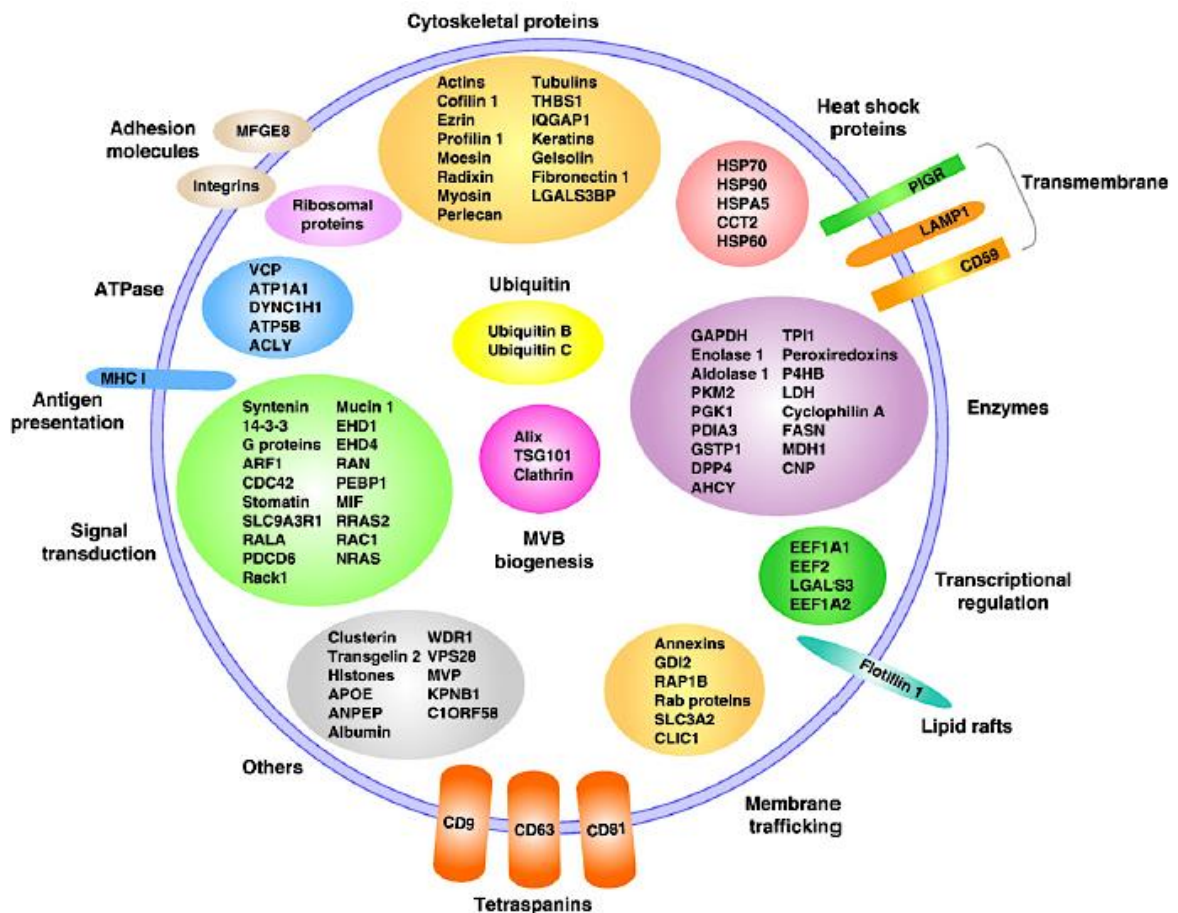 Cytoskeletal proteins
Actins
Cofilin 1
Ezrin
Profilin 1
Moesin
Radixin
Myosin
Perlecan
Tubulins
THBS1
IQGAP1
Keratins
Gelsolin
Fibronectin 1
LGALS3BP
Heat shock
proteins
HSP70
HSP90
HSPA5
CCT2
HSP60
Transmembrane
PIGR
LAMP1
CD59
Adhesion
molecules
MFGE8
Integrins
Ribosomal
proteins
ATPase
VCP
ATP1A1
DYNC1H1
ATP5B
ACLY
Ubiquitin
Ubiquitin B
Ubiquitin C
Enzymes
GAPDH
Enolase 1
Aldolase 1
PKM2
PGK1
PDIA3
GSTP1
DPP4
AHCY
TPI1
Peroxiredoxins
P4HB
LDH
Cyclophilin A
FASN
MDH1
CNP
MHC I
Antigen
presentation
Signal
transduction
Syntenin
14-3-3
G proteins
ARF1
CDC42
Stomatin
SLC9A3R1
RALA
PDCD6
Rack1
Mucin 1
EHD1
EHD4
RAN
PEBP1
MIF
RRAS2
RAC1
NRAS
Alix
TSG101
Clathrin
MVB
biogenesis
EEF1A1
EEF2
LGALS3
EEF1A2
Transcriptional
regulation
Flotillin 1
Lipid rafts
Clusterin
Transgelin 2
Histones
APOE
ANPEP
Albumin
WDR1
VPS28
MVP
KPNB1
C1ORF58
Others
Annexins
GDI2
RAP1B
Rab proteins
SLC3A2
CLIC1
Membrane
trafficking
CD9
CD63
CD81
Tetraspanins